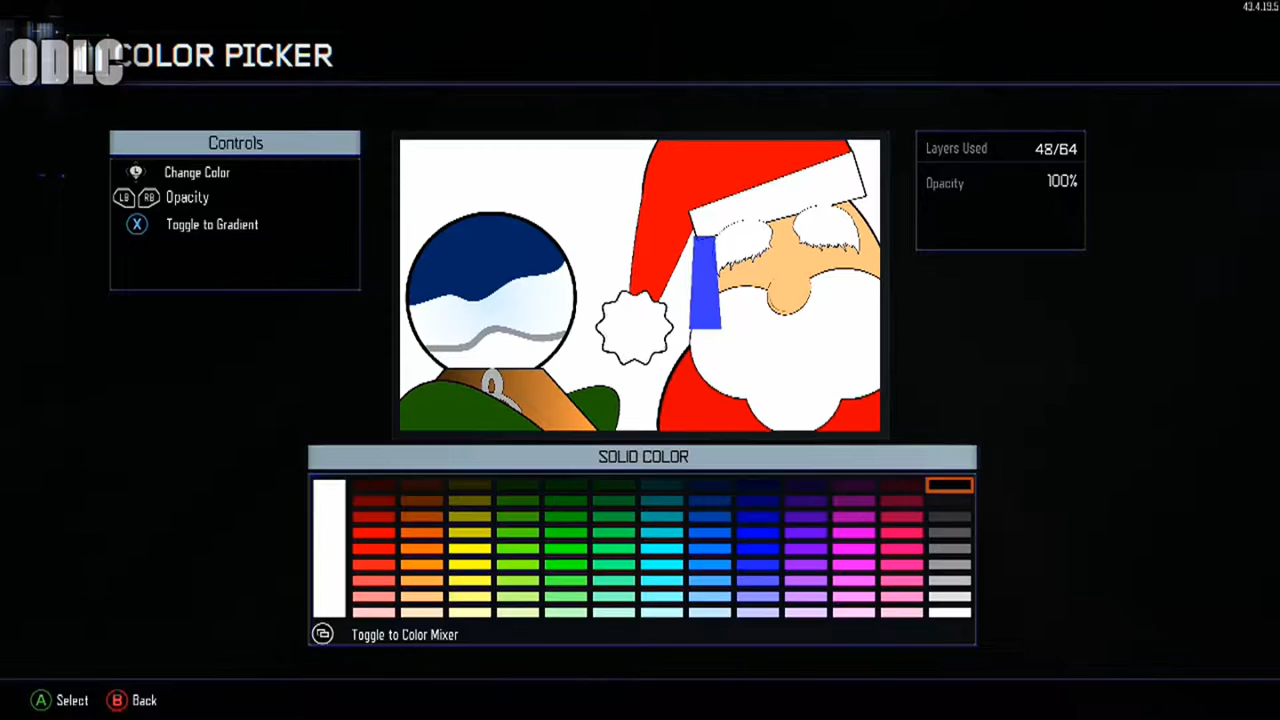 43.4.19.5
ODLC
COLOR PICKER
Controls
Change Color
LB RB Opacity
X Toggle to Gradient
Layers Used 48/64
Opacity 100%
SOLID COLOR
Toggle to Color Mixer
A Select B Back